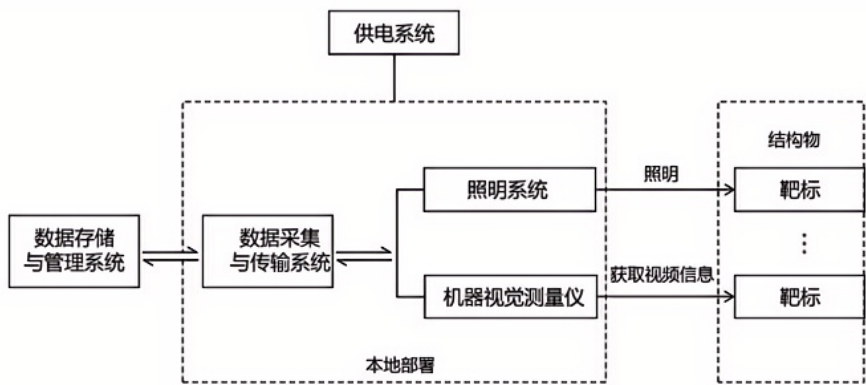 供电系统
结构物
照明系统
照明
靶标
数据存储
与管理系统
数据采集
与传输系统
机器视觉测量仪
获取视频信息
靶标
本地部署